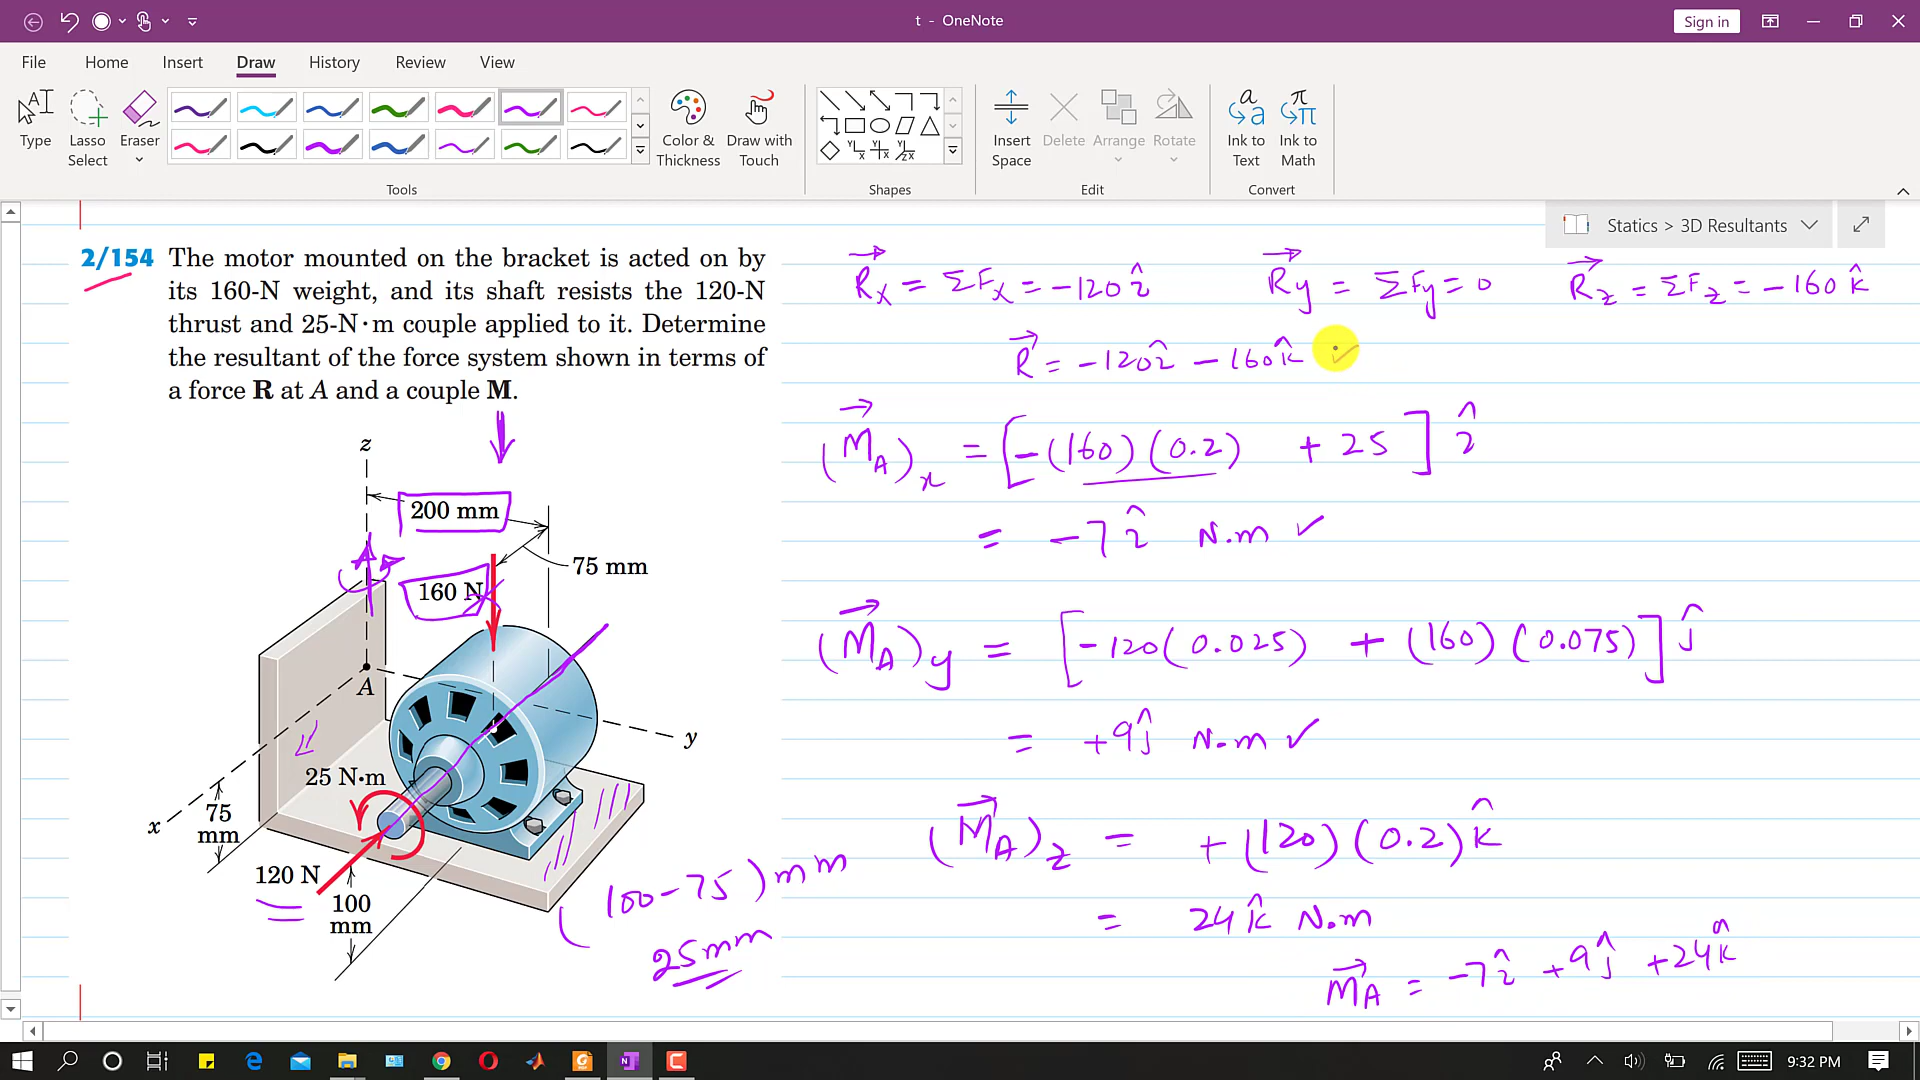 t - OneNote
Sign in
File Home Insert Draw History Review View
Type
Lasso Select
Eraser
Color & Thickness
Draw with Touch
Insert Space
Delete
Arrange
Rotate
Ink to Text
Ink to Math
Tools
Shapes
Edit
Convert
Statics > 3D Resultants
2/154 The motor mounted on the bracket is acted on by
its 160-N weight, and its shaft resists the 120-N
thrust and 25-N·m couple applied to it. Determine
the resultant of the force system shown in terms of
a force R at A and a couple M.
z
200 mm
75 mm
160 N
A
y
25 N·m
x
75
mm
120 N
100
mm
(100-75) mm
25mm
Rx = ΣFx = -120î Ry = ΣFy = 0 Rz = ΣFz = -160 k̂
R = -120î - 160k̂ ✓
(MA)x = [-(160)(0.2) + 25] î
= -7î N.m ✓
(MA)y = [-120(0.025) + (160)(0.075)] ĵ
= +9ĵ N.m ✓
(MA)z = +(120)(0.2)k̂
= 24k̂ N.m
MA = -7î +9ĵ +24k̂
9:32 PM